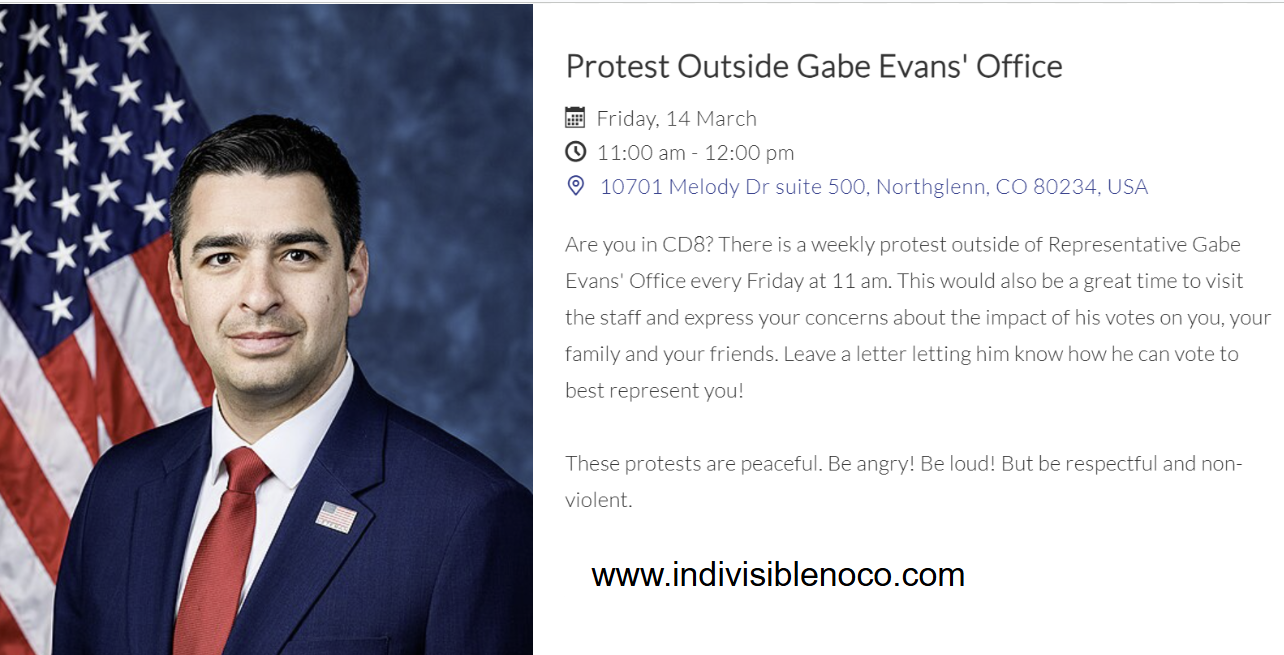 Protest Outside Gabe Evans' Office
Friday, 14 March
11:00 am - 12:00 pm
10701 Melody Dr suite 500, Northglenn, CO 80234, USA
Are you in CD8? There is a weekly protest outside of Representative Gabe
Evans' Office every Friday at 11 am. This would also be a great time to visit
the staff and express your concerns about the impact of his votes on you, your
family and your friends. Leave a letter letting him know how he can vote to
best represent you!
These protests are peaceful. Be angry! Be loud! But be respectful and non-
violent.
www.indivisiblenoco.com